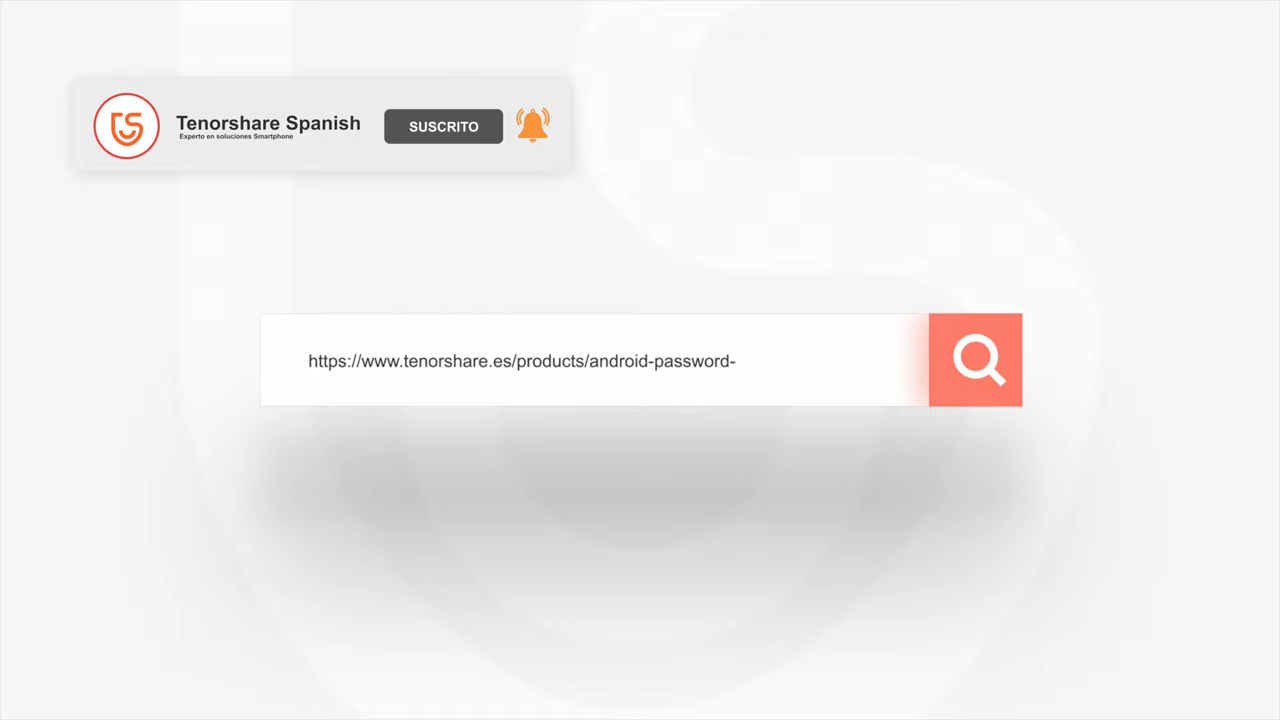 Tenorshare Spanish
Experto en soluciones Smartphone
SUSCRITO
https://www.tenorshare.es/products/android-password-